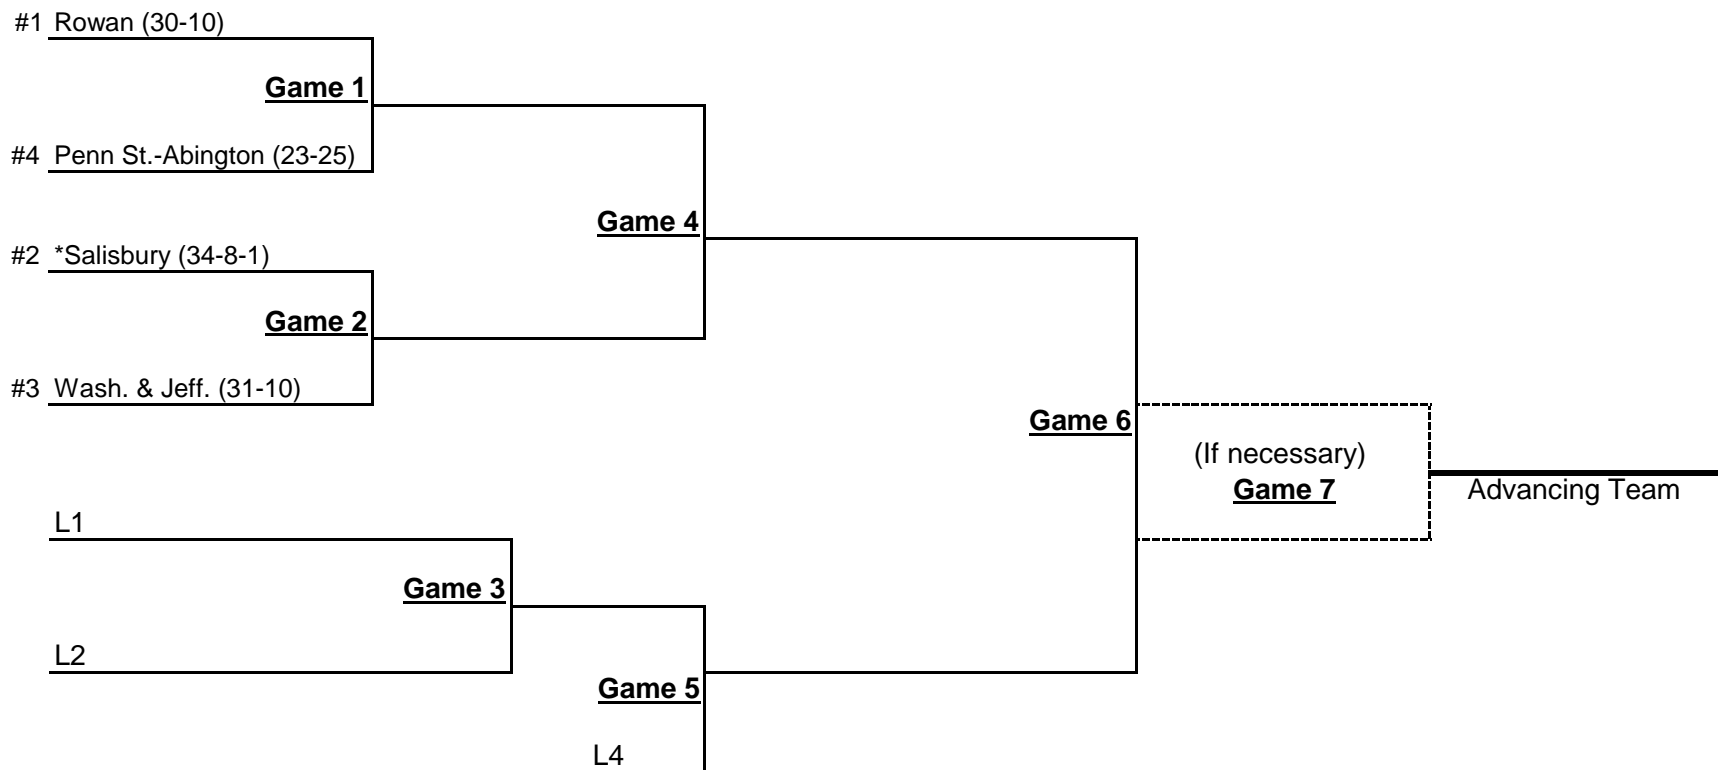 #1 Rowan (30-10)
Game 1
#4 Penn St.-Abington (23-25)
Game 4
#2 *Salisbury (34-8-1)
Game 2
#3 Wash. & Jeff. (31-10)
Game 6
(If necessary)
Game 7
Advancing Team
L1
Game 3
L2
Game 5
L4